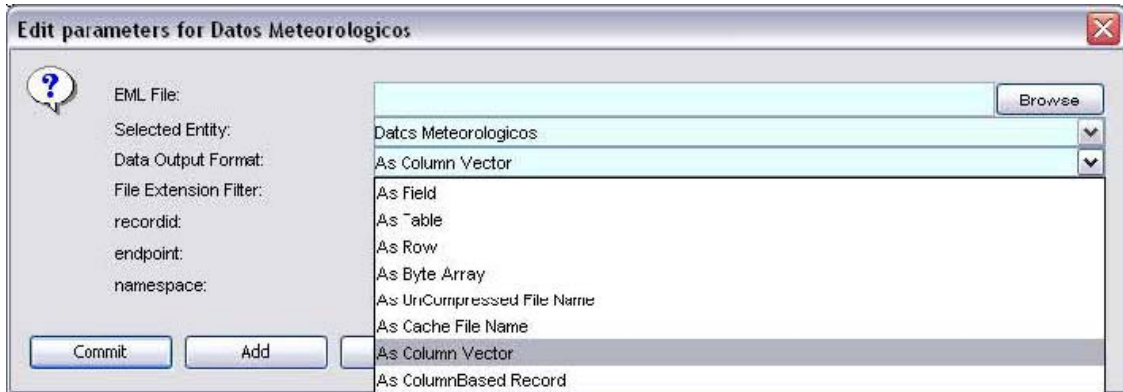 Edit parameters for Datos Meteorologicos
EML File:
Browse
Selected Entity:
Datos Meteorologicos
Data Output Format:
As Column Vector
File Extension Filter:
As Field
As Table
recordid:
As Row
endpoint:
As Byte Array
namespace:
As UnCompressed File Name
As Cache File Name
Commit
Add
As Column Vector
As ColumnBased Record